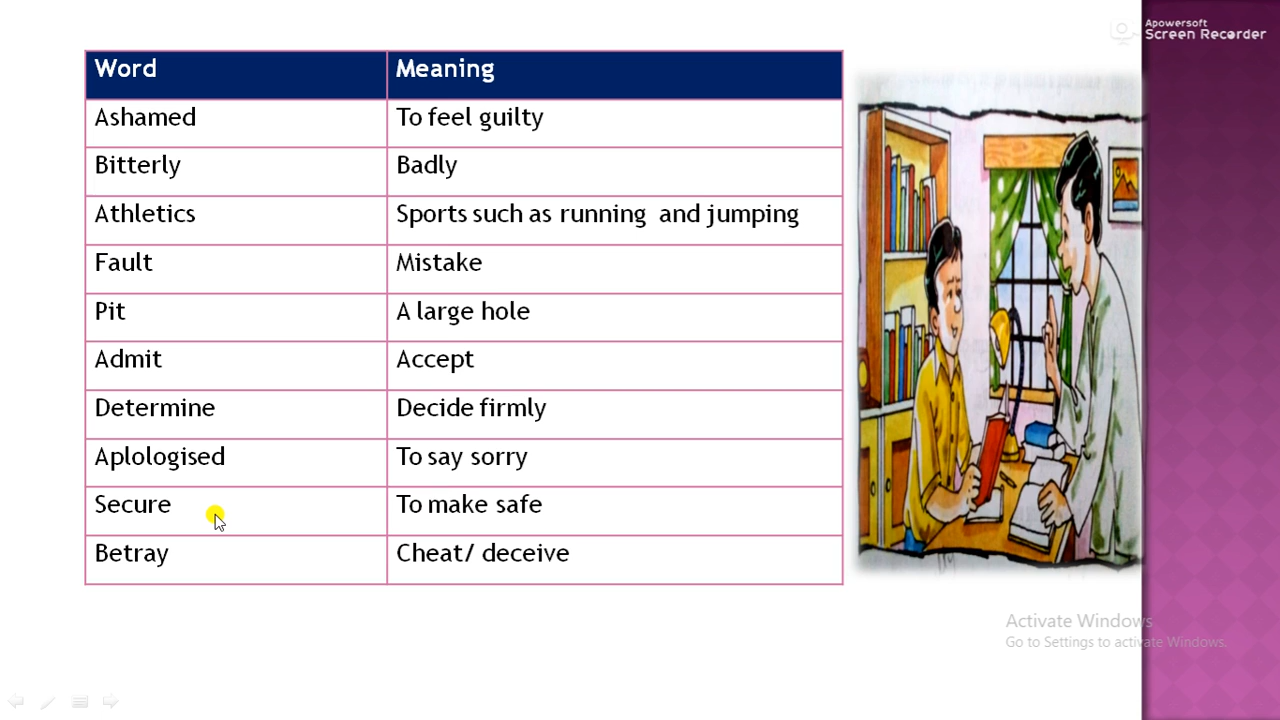 Apowersoft
Screen Recorder
Word Meaning
Ashamed To feel guilty
Bitterly Badly
Athletics Sports such as running and jumping
Fault Mistake
Pit A large hole
Admit Accept
Determine Decide firmly
Aplologised To say sorry
Secure To make safe
Betray Cheat/ deceive
Activate Windows
Go to Settings to activate Windows.